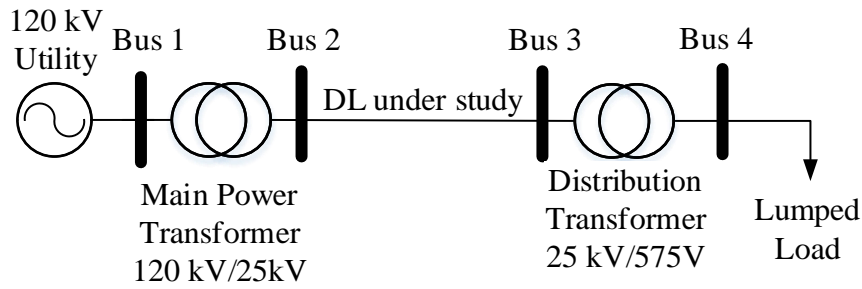 120 kV
Utility
Bus 1
Bus 2
Bus 3
Bus 4
DL under study
Main Power
Transformer
120 kV/25kV
Distribution
Transformer
25 kV/575V
Lumped
Load